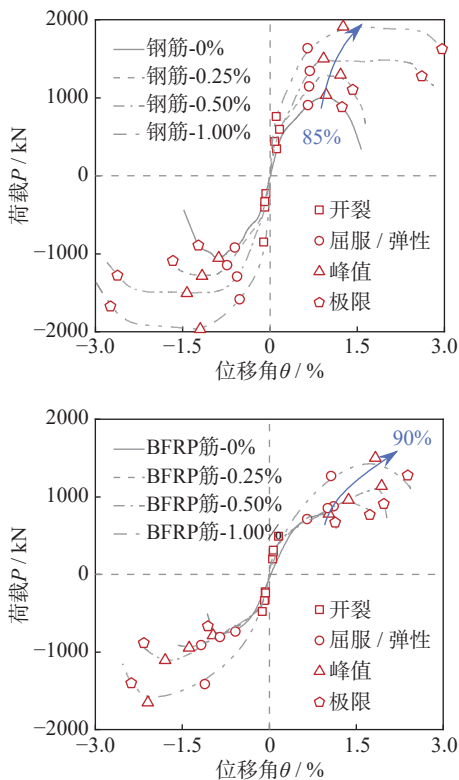 2000
1000
0
−1000
−2000
荷载P / kN
钢筋-0%
钢筋-0.25%
钢筋-0.50%
钢筋-1.00%
85%
开裂
屈服 / 弹性
峰值
极限
−3.0 −1.5 0 1.5 3.0
位移角θ / %
2000
1000
0
−1000
−2000
荷载P / kN
BFRP筋-0%
BFRP筋-0.25%
BFRP筋-0.50%
BFRP筋-1.00%
90%
开裂
屈服 / 弹性
峰值
极限
−3.0 −1.5 0 1.5 3.0
位移角θ / %